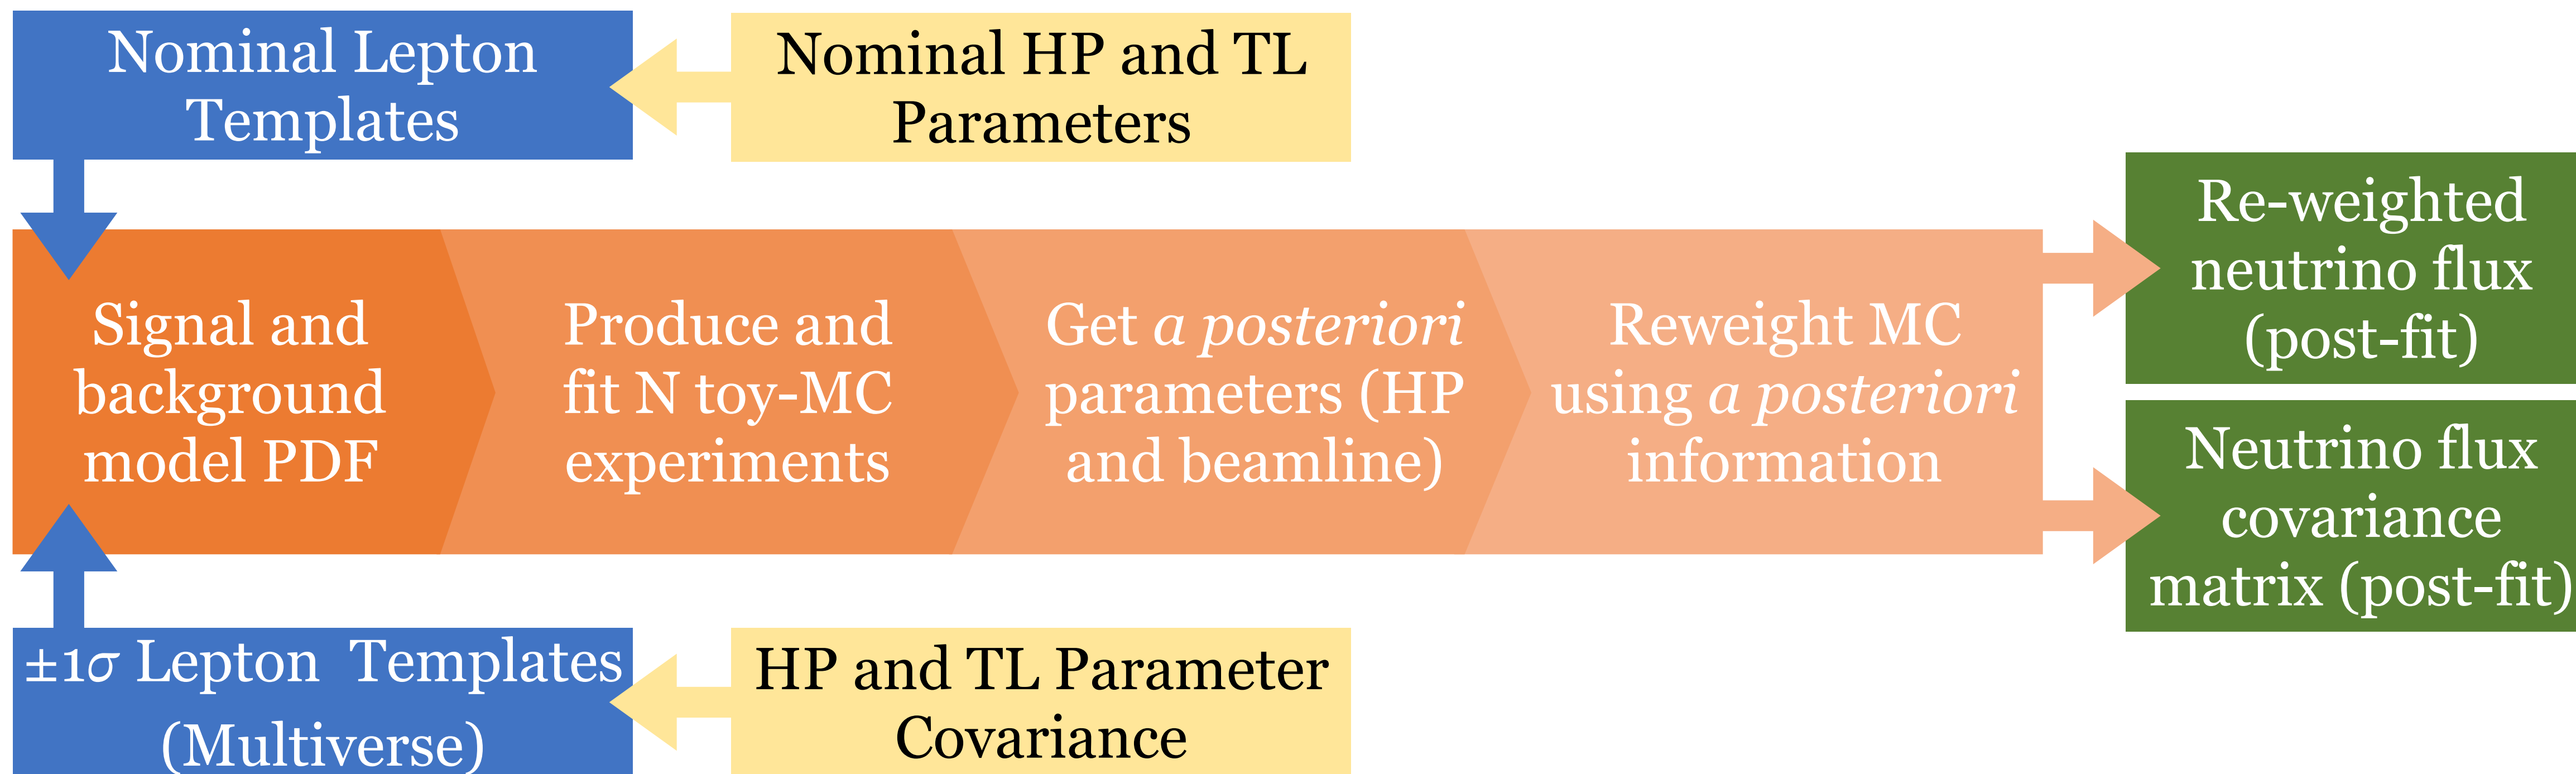 Nominal Lepton
Templates
Nominal HP and TL
Parameters
Signal and
background
model PDF
Produce and
fit N toy-MC
experiments
Get a posteriori
parameters (HP
and beamline)
Reweight MC
using a posteriori
information
Re-weighted
neutrino flux
(post-fit)
Neutrino flux
covariance
matrix (post-fit)
±1σ Lepton Templates
(Multiverse)
HP and TL Parameter
Covariance